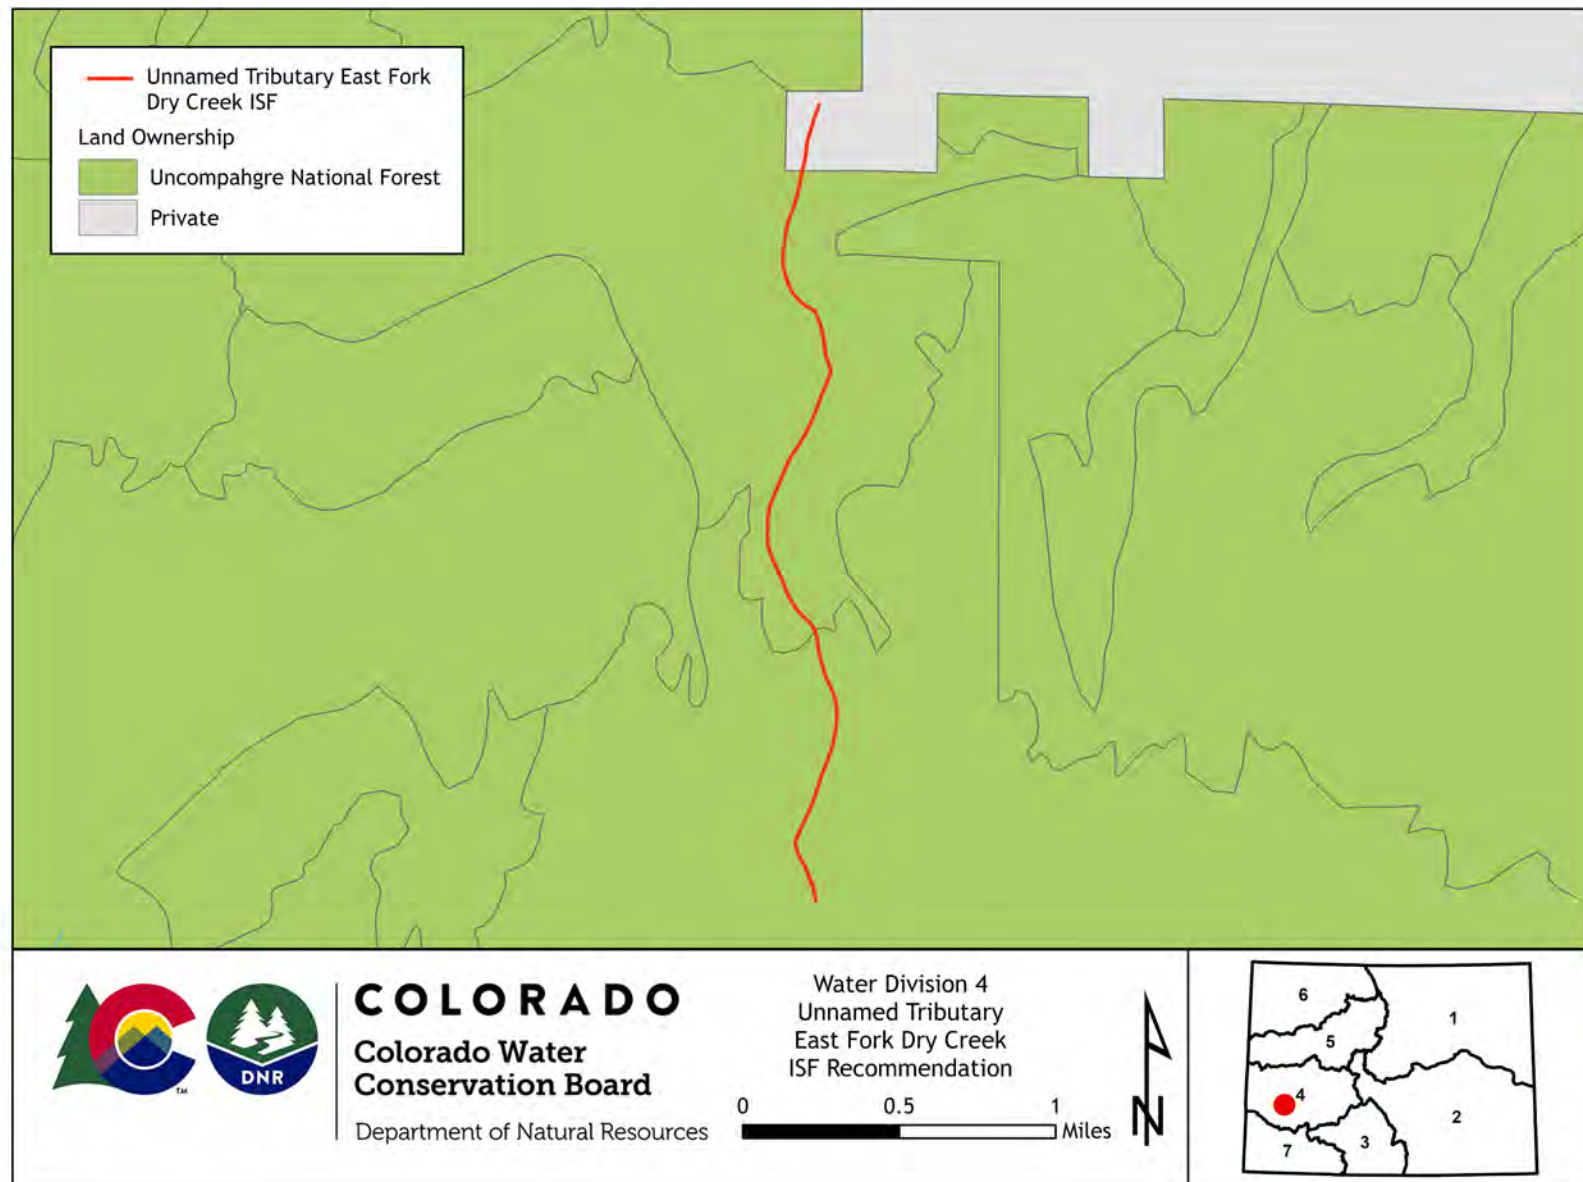 Unnamed Tributary East Fork
Dry Creek ISF
Land Ownership
Uncompahgre National Forest
Private
TM
DNR
COLORADO
Colorado Water
Conservation Board
Department of Natural Resources
Water Division 4
Unnamed Tributary
East Fork Dry Creek
ISF Recommendation
0 0.5 1
Miles
N
6
1
5
4
2
3
7